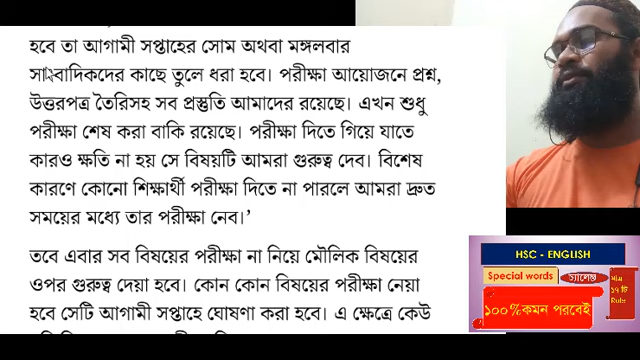 হবে তা আগামী সপ্তাহের সোম অথবা মঙ্গলবার
সাংবাদিকদের কাছে তুলে ধরা হবে। পরীক্ষা আয়োজনে প্রশ্ন,
উত্তরপত্র তৈরিসহ সব প্রস্তুতি আমাদের রয়েছে। এখন শুধু
পরীক্ষা শেষ করা বাকি রয়েছে। পরীক্ষা দিতে গিয়ে যাতে
কারও ক্ষতি না হয় সে বিষয়টি আমরা গুরুত্ব দেব। বিশেষ
কারণে কোনো শিক্ষার্থী পরীক্ষা দিতে না পারলে আমরা দ্রুত
সময়ের মধ্যে তার পরীক্ষা নেব।’
তবে এবার সব বিষয়ের পরীক্ষা না নিয়ে মৌলিক বিষয়ের
ওপর গুরুত্ব দেয়া হবে। কোন কোন বিষয়ের পরীক্ষা নেয়া
হবে সেটি আগামী সপ্তাহে ঘোষণা করা হবে। এ ক্ষেত্রে কেউ
HSC - ENGLISH
Special words চ্যালেঞ্জ
মাত্র
১৭ টি
Rules
১০০%কমন পরবেই